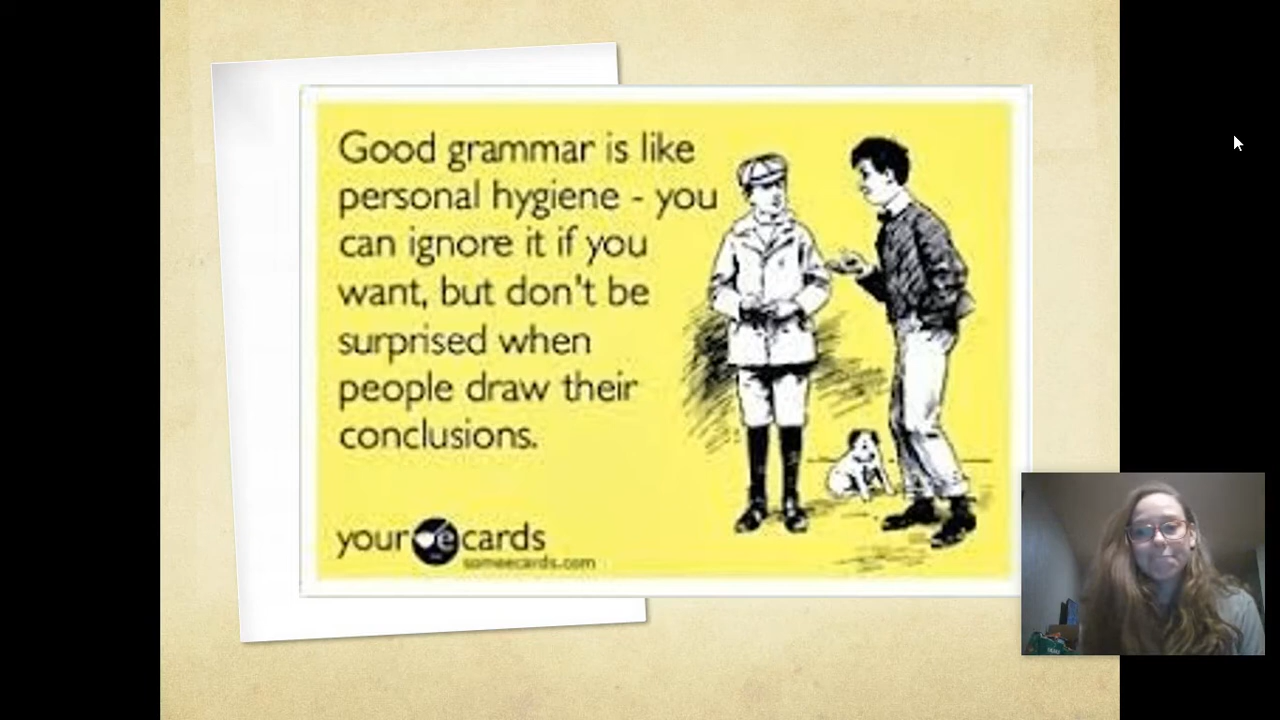 Good grammar is like
personal hygiene - you
can ignore it if you
want, but don't be
surprised when
people draw their
conclusions.
your e cards
someecards.com